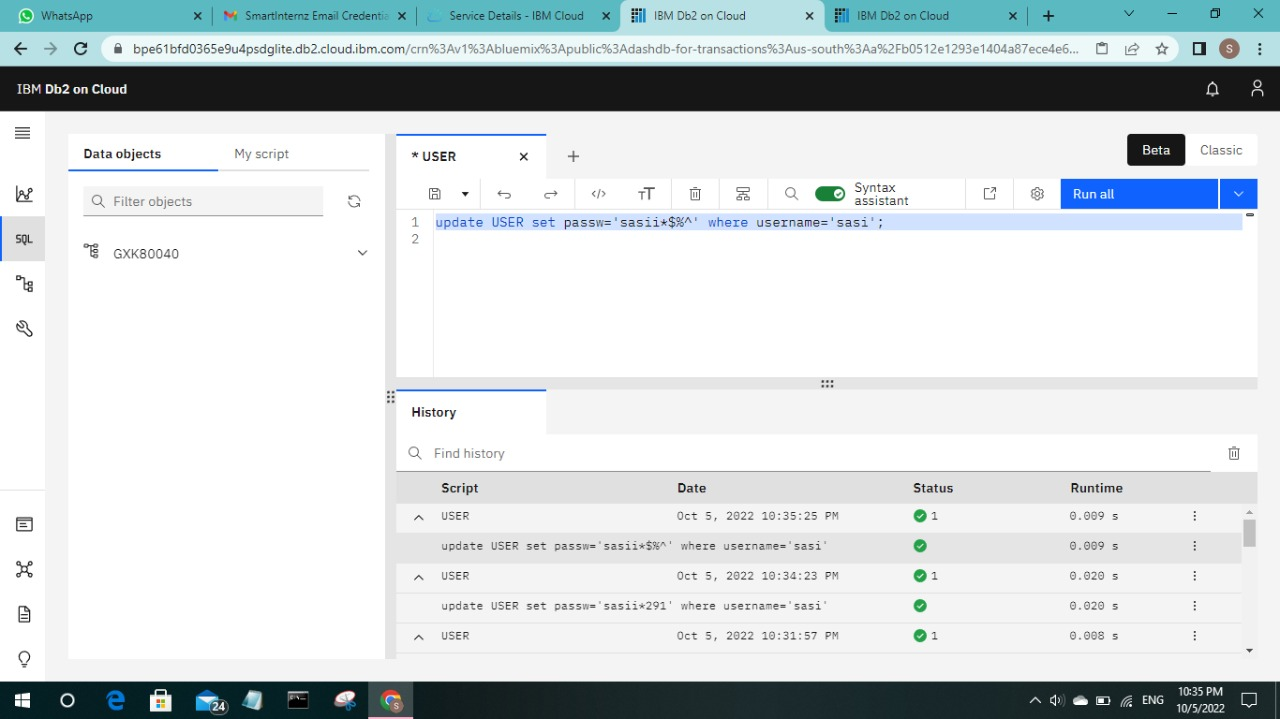 WhatsApp
SmartInternz Email Credentia
Service Details - IBM Cloud
IBM Db2 on Cloud
IBM Db2 on Cloud
bpe61bfd0365e9u4psdglite.db2.cloud.ibm.com/crn%3Av1%3Abluemix%3Apublic%3Adashdb-for-transactions%3Aus-south%3Aa%2Fb0512e1293e1404a87ece4e6...
S
IBM Db2 on Cloud
Data objects
My script
* USER
Beta
Classic
Filter objects
Syntax
assistant
Run all
SQL
GXK80040
1 update USER set passw='sasii*$%^' where username='sasi';
2
History
Find history
Script Date Status Runtime
USER Oct 5, 2022 10:35:25 PM 1 0.009 s
update USER set passw='sasii*$%^' where username='sasi' 0.009 s
USER Oct 5, 2022 10:34:23 PM 1 0.020 s
update USER set passw='sasii*291' where username='sasi' 0.020 s
USER Oct 5, 2022 10:31:57 PM 1 0.008 s
24
S
ENG
10:35 PM
10/5/2022